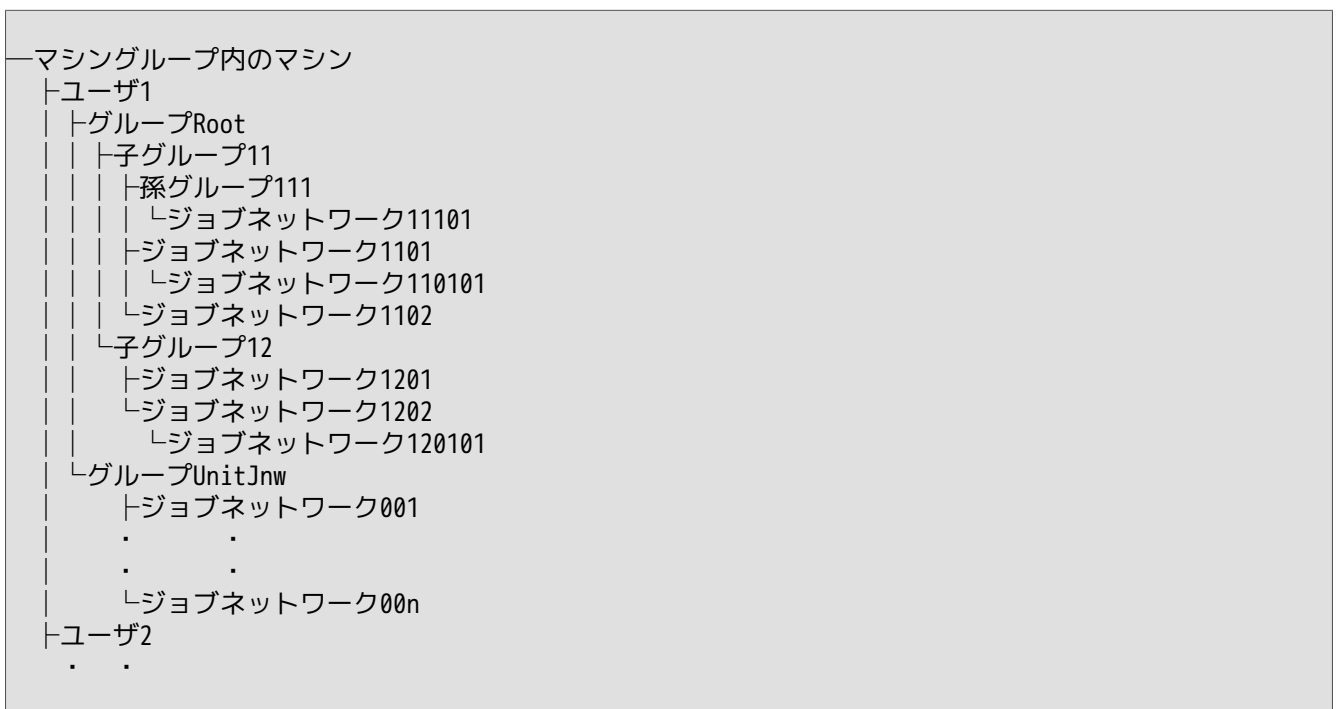 ─マシングループ内のマシン
├ユーザ1
│├グループRoot
││├子グループ11
│││├孫グループ111
││││└ジョブネットワーク11101
│││├ジョブネットワーク1101
││││└ジョブネットワーク110101
│││└ジョブネットワーク1102
││└子グループ12
││　├ジョブネットワーク1201
││　└ジョブネットワーク1202
││　　└ジョブネットワーク120101
│└グループUnitJnw
│　　├ジョブネットワーク001
│　　・　　　・
│　　・　　　・
│　　└ジョブネットワーク00n
├ユーザ2
　・　・